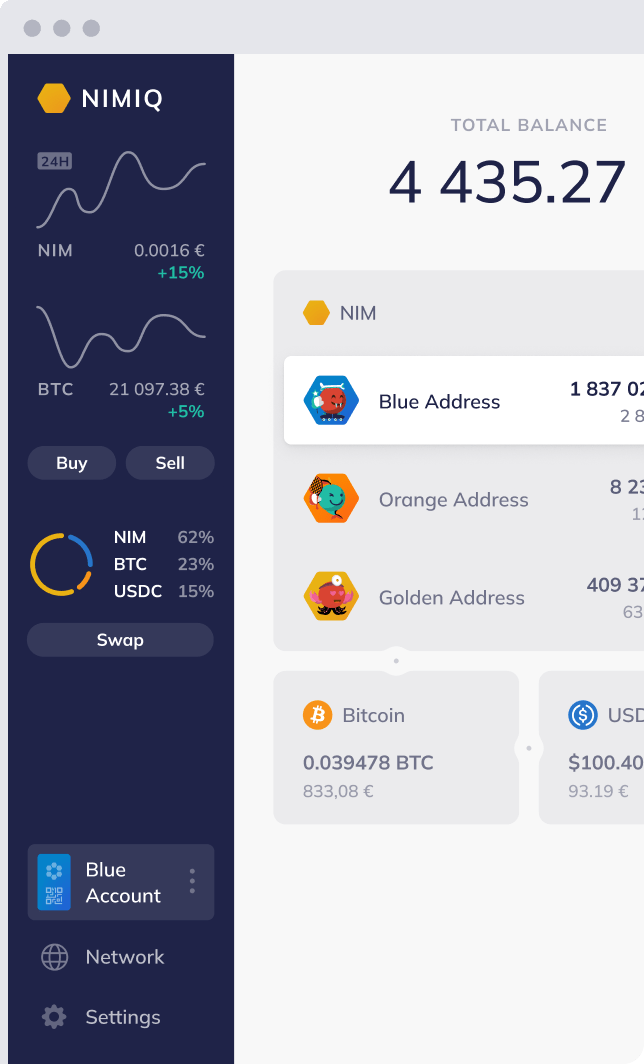 NIMIQ
24H
NIM 0.0016 €
+15%
BTC 21 097.38 €
+5%
Buy Sell
NIM 62%
BTC 23%
USDC 15%
Swap
Blue
Account
Network
Settings
TOTAL BALANCE
4 435.27
NIM
Blue Address 1 837 02
2 8
Orange Address 8 23
Golden Address 409 37
63
Bitcoin
0.039478 BTC
833,08 €
USD
$100.40
93.19 €